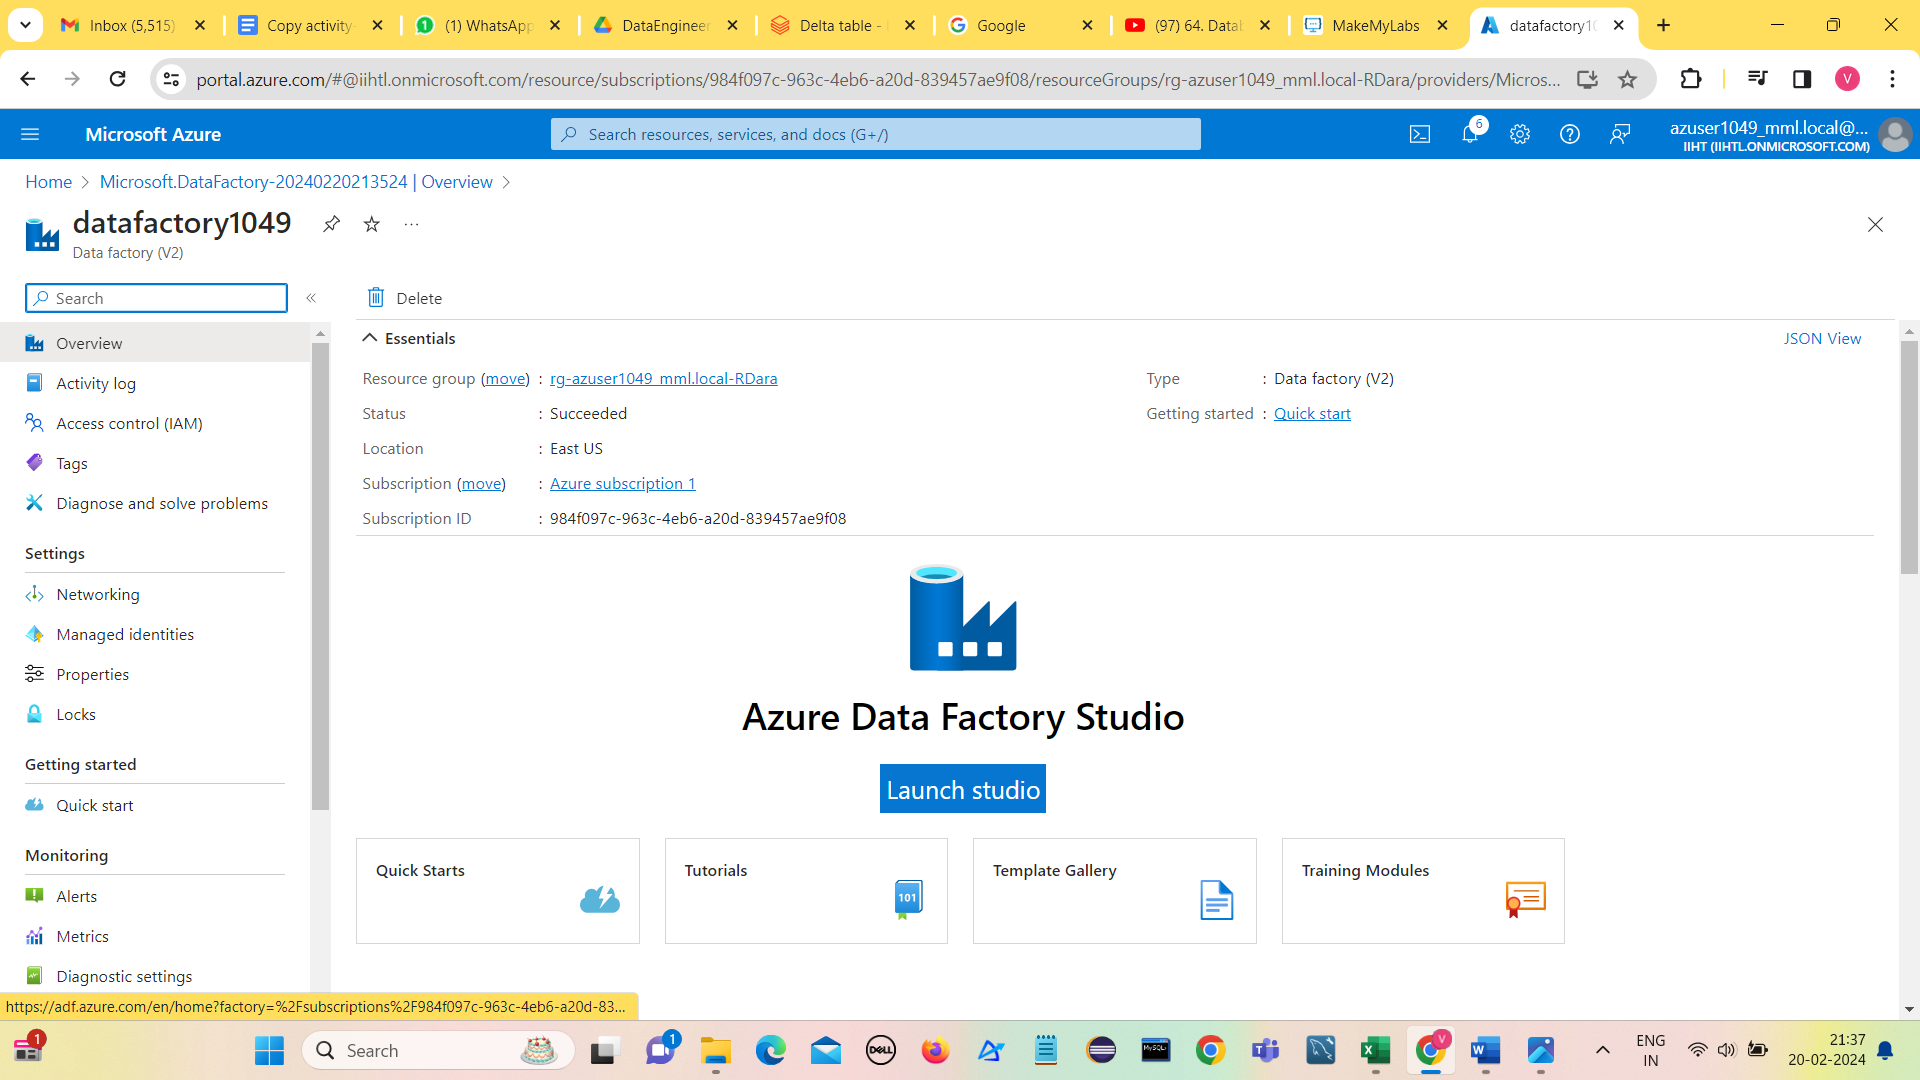 Inbox (5,515)
Copy activity
(1) WhatsApp
DataEngineer
Delta table -
Google
(97) 64. Datab
MakeMyLabs
datafactory10
portal.azure.com/#@iihtl.onmicrosoft.com/resource/subscriptions/984f097c-963c-4eb6-a20d-839457ae9f08/resourceGroups/rg-azuser1049_mml.local-RDara/providers/Micros...
V
Microsoft Azure
Search resources, services, and docs (G+/)
6
azuser1049_mml.local@...
IIHT (IIHTL.ONMICROSOFT.COM)
Home
Microsoft.DataFactory-20240220213524 | Overview
datafactory1049
Data factory (V2)
Search
Delete
Overview
Activity log
Access control (IAM)
Tags
Diagnose and solve problems
Settings
Networking
Managed identities
Properties
Locks
Getting started
Quick start
Monitoring
Alerts
Metrics
Diagnostic settings
Essentials
JSON View
Resource group (move) : rg-azuser1049_mml.local-RDara
Status : Succeeded
Location : East US
Subscription (move) : Azure subscription 1
Subscription ID : 984f097c-963c-4eb6-a20d-839457ae9f08
Type : Data factory (V2)
Getting started : Quick start
Azure Data Factory Studio
Launch studio
Quick Starts
Tutorials
101
Template Gallery
Training Modules
https://adf.azure.com/en/home?factory=%2Fsubscriptions%2F984f097c-963c-4eb6-a20d-83...
1
Search
1
DELL
MySQL
V
ENG
IN
21:37
20-02-2024